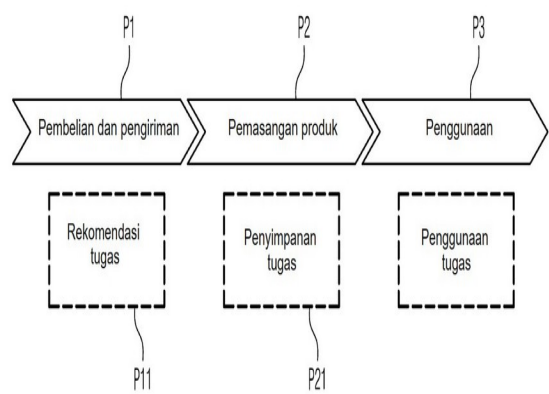 P1 P2 P3
Pembelian dan pengiriman Pemasangan produk Penggunaan
Rekomendasi
tugas
Penyimpanan
tugas
Penggunaan
tugas
P11 P21